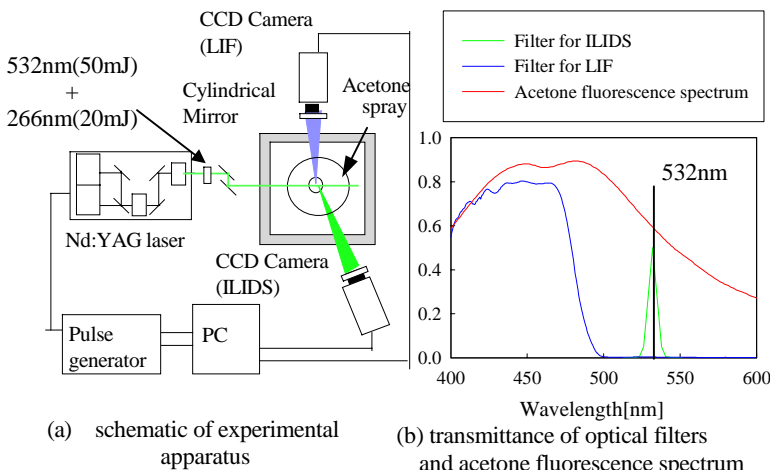 CCD Camera
(LIF)
532nm(50mJ)
+
266nm(20mJ)
Cylindrical
Mirror
Acetone
spray
Nd:YAG laser
CCD Camera
(ILIDS)
Pulse
generator
PC
(a) schematic of experimental
apparatus
Filter for ILIDS
Filter for LIF
Acetone fluorescence spectrum
1.0
0.8
0.6
0.4
0.2
0.0
532nm
400
450
500
550
600
Wavelength[nm]
(b) transmittance of optical filters
and acetone fluorescence spectrum